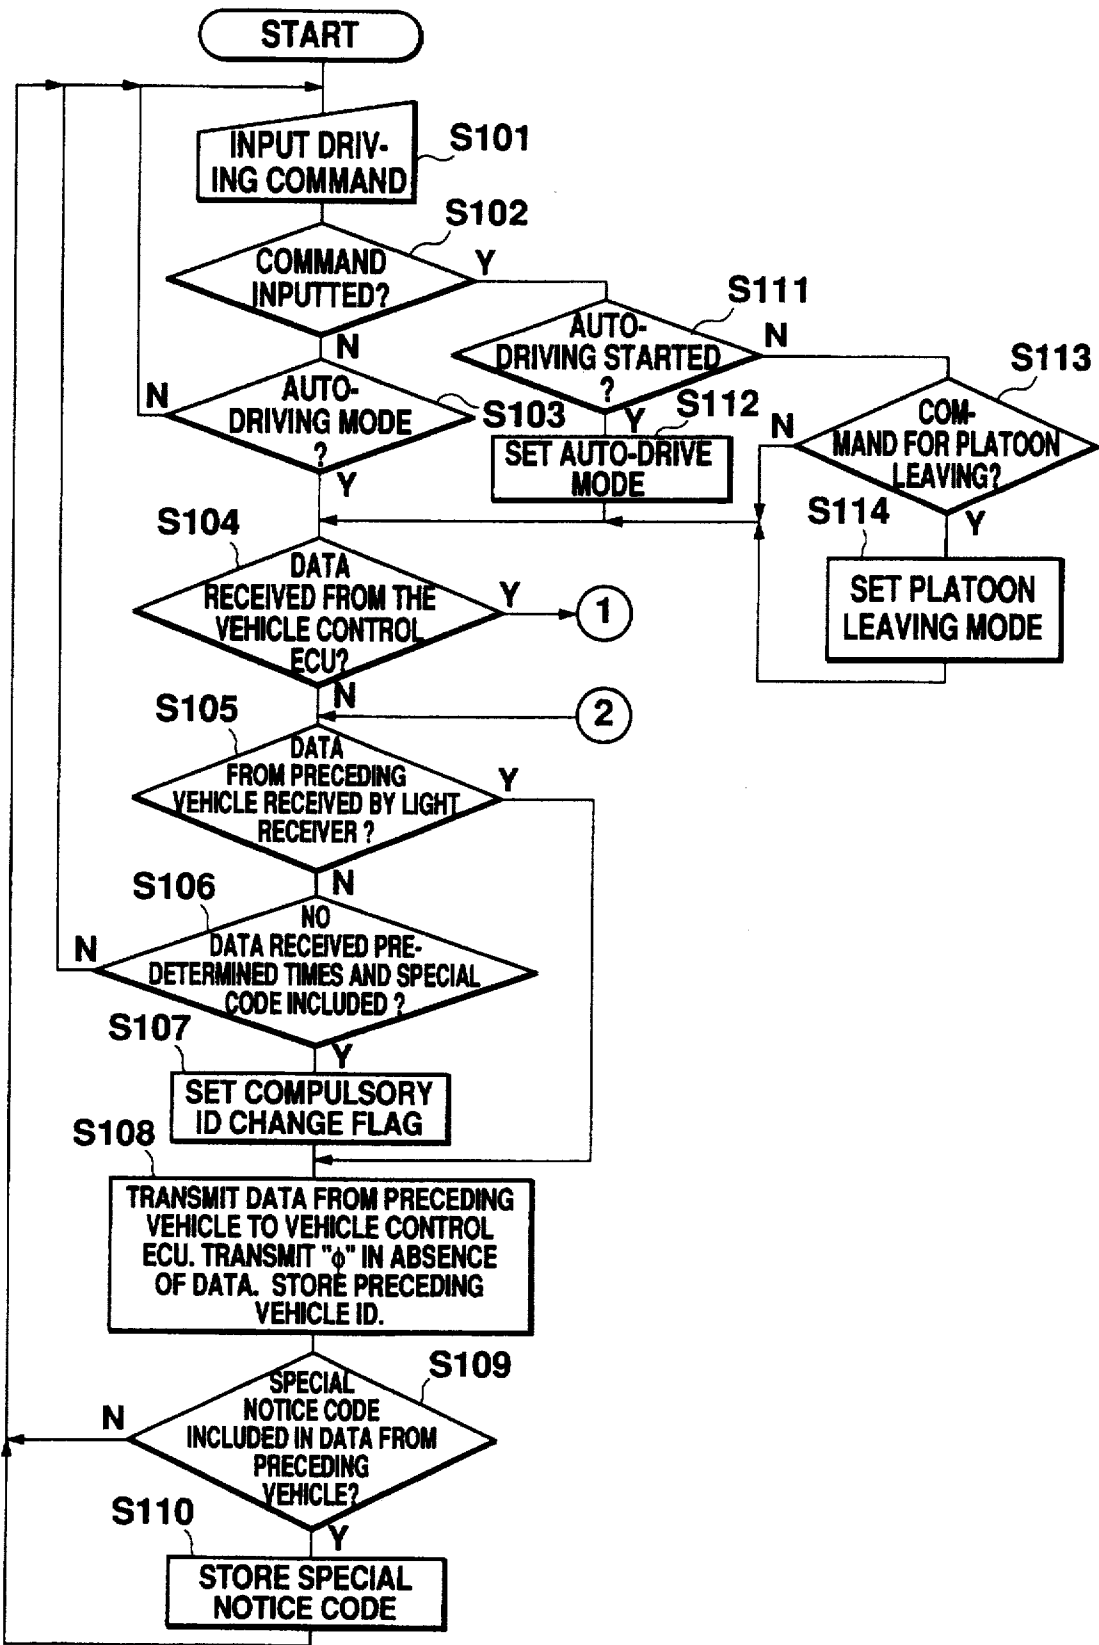 START
INPUT DRIV-
ING COMMAND
S101
S102
COMMAND
INPUTTED?
Y
N
S111
AUTO-
DRIVING STARTED
?
N
Y
S103
AUTO-
DRIVING MODE
?
N
Y
S112
SET AUTO-DRIVE
MODE
S113
COM-
MAND FOR PLATOON
LEAVING?
N
Y
S114
SET PLATOON
LEAVING MODE
S104
DATA
RECEIVED FROM THE
VEHICLE CONTROL
ECU?
Y
1
N
2
S105
DATA
FROM PRECEDING
VEHICLE RECEIVED BY LIGHT
RECEIVER ?
Y
N
S106
NO
DATA RECEIVED PRE-
DETERMINED TIMES AND SPECIAL
CODE INCLUDED ?
N
Y
S107
SET COMPULSORY
ID CHANGE FLAG
S108
TRANSMIT DATA FROM PRECEDING
VEHICLE TO VEHICLE CONTROL
ECU. TRANSMIT "ϕ" IN ABSENCE
OF DATA. STORE PRECEDING
VEHICLE ID.
S109
SPECIAL
NOTICE CODE
INCLUDED IN DATA FROM
PRECEDING
VEHICLE?
N
Y
S110
STORE SPECIAL
NOTICE CODE